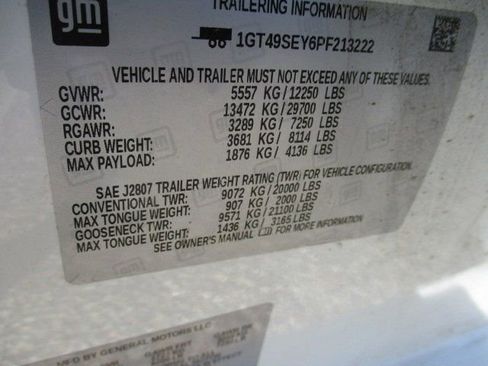 gm
TRAILERING INFORMATION
1GT49SEY6PF213222
VEHICLE AND TRAILER MUST NOT EXCEED ANY OF THESE VALUES.
GVWR: 5557 KG / 12250 LBS
GCWR: 13472 KG / 29700 LBS
RGAWR: 3289 KG / 7250 LBS
CURB WEIGHT: 3681 KG / 8114 LBS
MAX PAYLOAD: 1876 KG / 4136 LBS
SAE J2807 TRAILER WEIGHT RATING (TWR) FOR VEHICLE CONFIGURATION.
CONVENTIONAL TWR: 9072 KG / 20000 LBS
MAX TONGUE WEIGHT: 907 KG / 2000 LBS
GOOSENECK TWR: 9571 KG / 21100 LBS
MAX TONGUE WEIGHT: 1436 KG / 3165 LBS
SEE OWNER'S MANUAL FOR MORE INFORMATION
MFD BY GENERAL MOTORS LLC